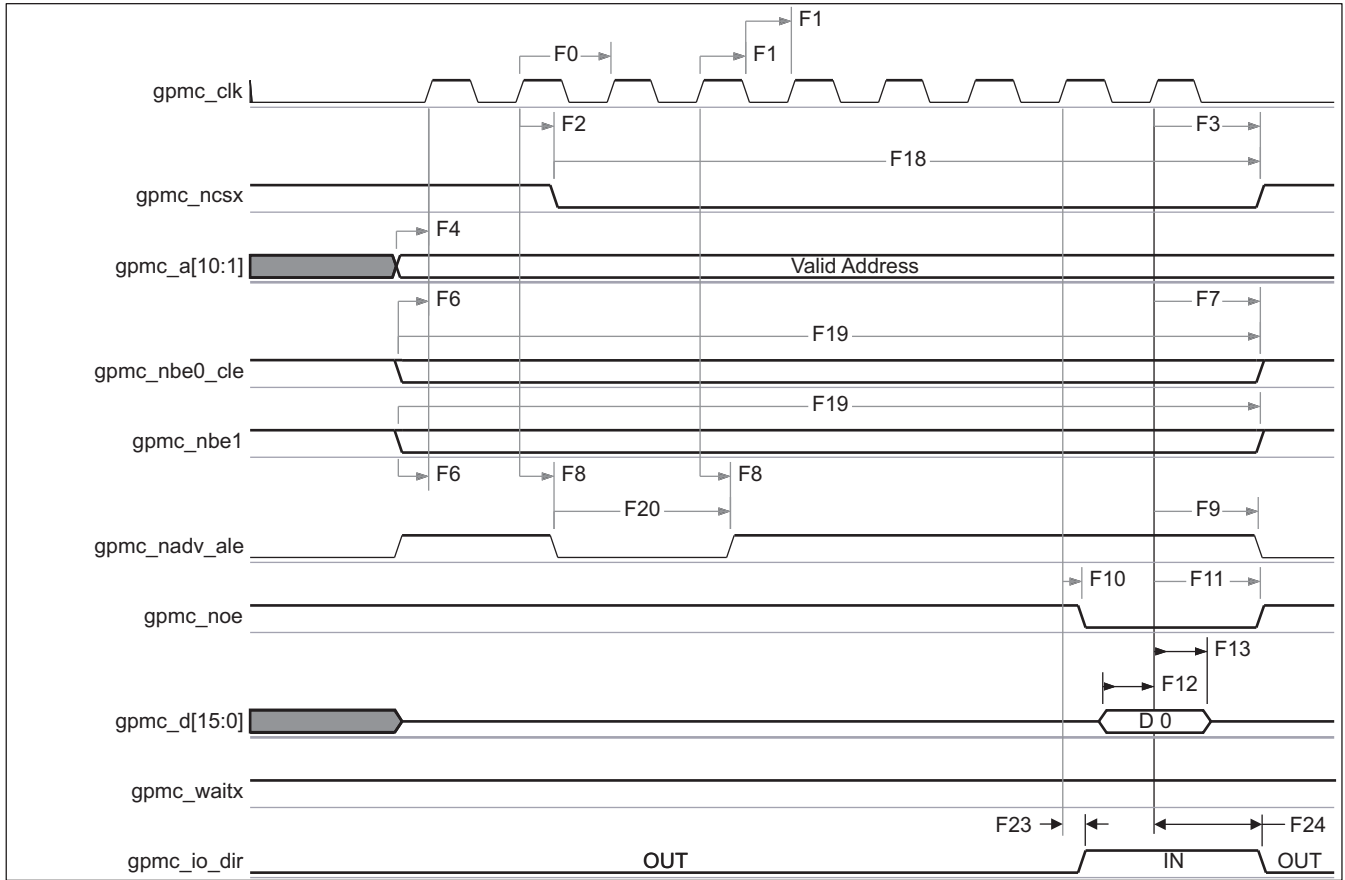 F1
F0
F1
gpmc_clk
F2
F3
F18
gpmc_ncsx
F4
gpmc_a[10:1]
Valid Address
F6
F7
F19
gpmc_nbe0_cle
F19
gpmc_nbe1
F6
F8
F8
F20
F9
gpmc_nadv_ale
F10
F11
gpmc_noe
F13
F12
gpmc_d[15:0]
D 0
gpmc_waitx
F23
F24
gpmc_io_dir
OUT
IN
OUT